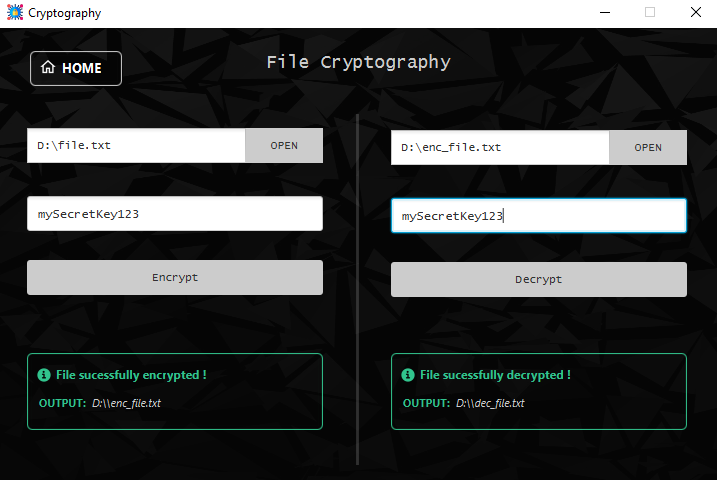 Cryptography
HOME
File Cryptography
D:\file.txt OPEN
mySecretKey123
Encrypt
File sucessfully encrypted !
OUTPUT: D:\\enc_file.txt
D:\enc_file.txt OPEN
mySecretKey123
Decrypt
File sucessfully decrypted !
OUTPUT: D:\\dec_file.txt